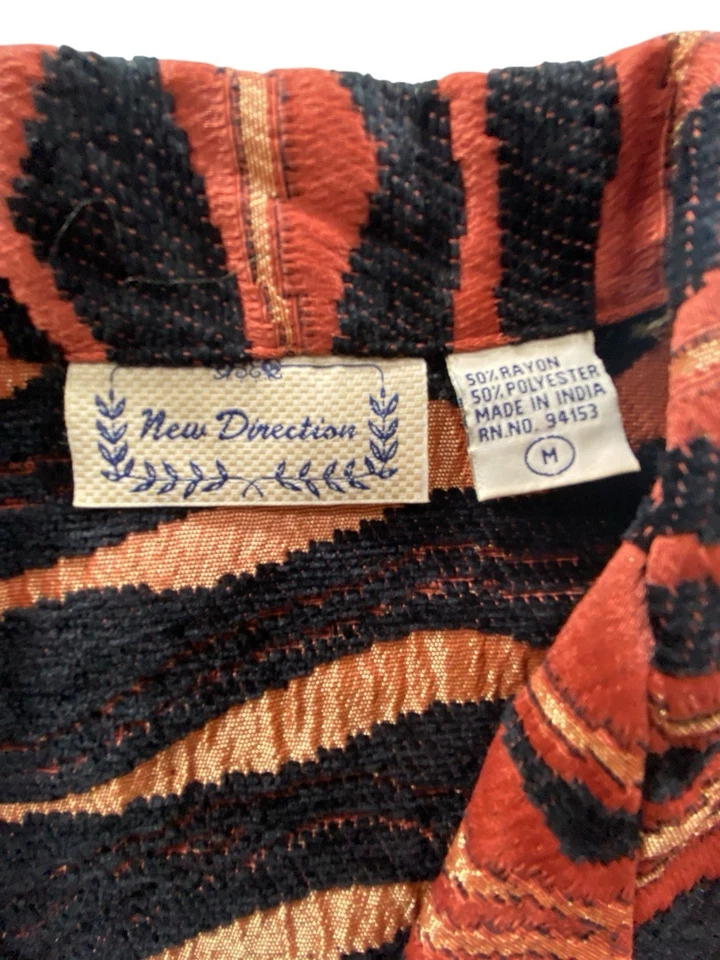 New Direction
50% RAYON
50% POLYESTER
MADE IN INDIA
RN.NO. 94153
M